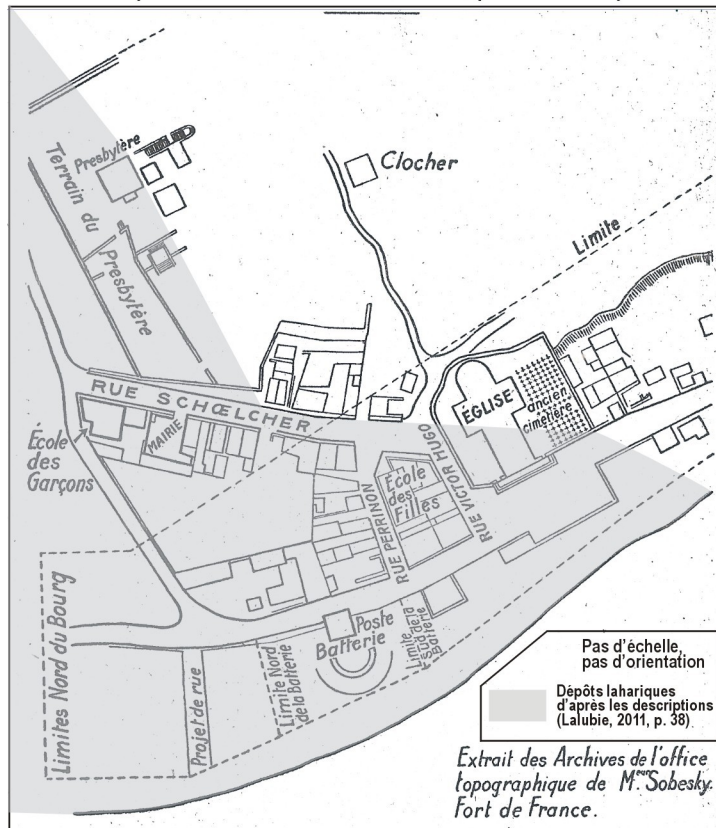 Presbytère
Terrain du
Presbytère
Clocher
Limite
RUE SCHŒLCHER
ÉGLISE
ancien
cimetière
École
des
Garçons
MAIRIE
RUE PERRINON
École
des
Filles
RUE VICTOR HUGO
Limites Nord du Bourg
Projet de rue
Limite Nord
de la Batterie
Poste
Batterie
Limite
Sud de la
Batterie
Pas d'échelle,
pas d'orientation
Dépôts lahariques
d'après les descriptions
(Lalubie, 2011, p. 38)
Extrait des Archives de l'office
topographique de Mʳ Sobesky.
Fort de France.